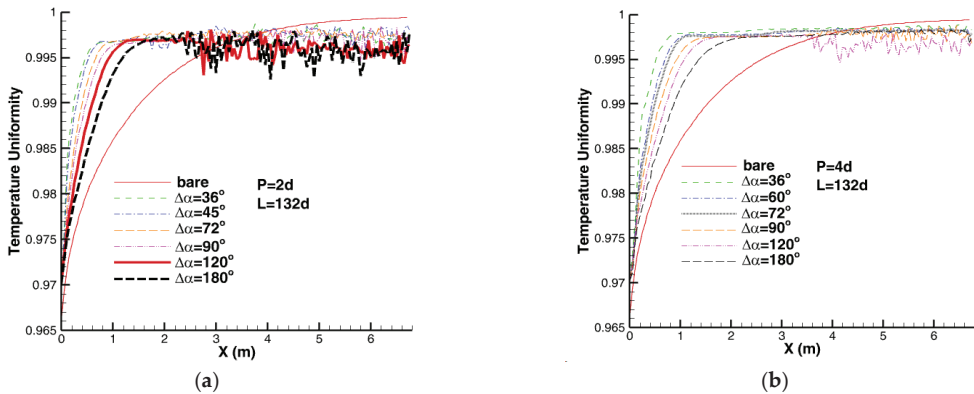 1
0.995
0.99
0.985
0.98
0.975
0.97
0.965
Temperature Uniformity
bare
Δα=36°
Δα=45°
Δα=72°
Δα=90°
Δα=120°
Δα=180°
P=2d
L=132d
0 1 2 3 4 5 6
X (m)
(a)
1
0.995
0.99
0.985
0.98
0.975
0.97
0.965
Temperature Uniformity
bare
Δα=36°
Δα=60°
Δα=72°
Δα=90°
Δα=120°
Δα=180°
P=4d
L=132d
0 1 2 3 4 5 6
X (m)
(b)